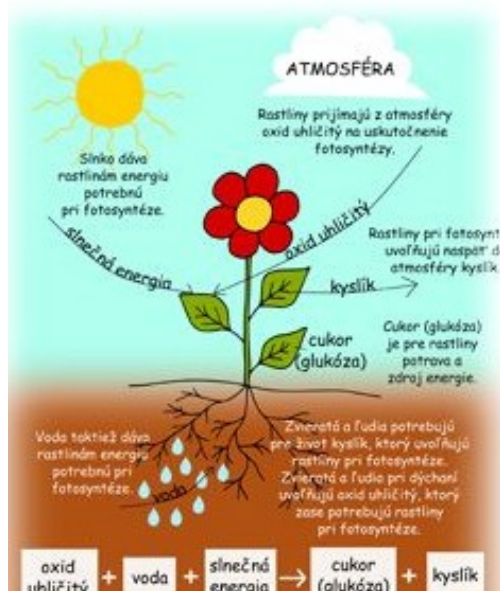 ATMOSFÉRA
Rastliny prijímajú z atmosféry
oxid uhličitý na uskutočnenie
fotosyntézy.
Slnko dáva
rastlinám energiu
potrebnú
pri fotosyntéze.
slnečná energia
oxid uhličitý
Rastliny pri fotosynt
uvoľňujú naspäť d
atmosféry kyslík
kyslík
cukor
(glukóza)
Cukor (glukóza)
je pre rastliny
potrava a
zdroj energie.
Voda taktiež dáva
rastlinám energiu
potrebnú pri
fotosyntéze.
voda
Zvieratá a ľudia potrebujú
pre život kyslík, ktorý uvoľňujú
rastliny pri fotosyntéze.
Zvieratá a ľudia pri dýchaní
uvoľňujú oxid uhličitý, ktorý
zase potrebujú rastliny
pri fotosyntéze.
oxid
uhličitý + voda + slnečná
energia → cukor
(glukóza) + kyslík